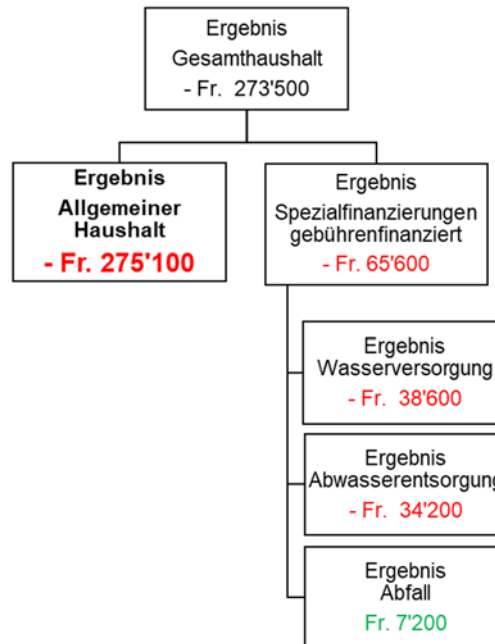 Ergebnis
Gesamthaushalt
- Fr. 273'500
Ergebnis
Allgemeiner
Haushalt
- Fr. 275'100
Ergebnis
Spezialfinanzierungen
gebührenfinanziert
- Fr. 65'600
Ergebnis
Wasserversorgung
- Fr. 38'600
Ergebnis
Abwasserentsorgung
- Fr. 34'200
Ergebnis
Abfall
Fr. 7'200